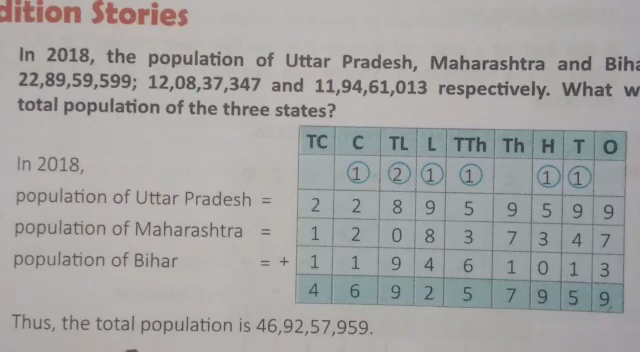 dition Stories
In 2018, the population of Uttar Pradesh, Maharashtra and
22,89,59,599; 12,08,37,347 and 11,94,61,013 respectively. What
total population of the three states?
TC C TL L TTh Th H T O
In 2018,
1 2 1 1 1 1
population of Uttar Pradesh = 2 2 8 9 5 9 5 9 9
population of Maharashtra = 1 2 0 8 3 7 3 4 7
population of Bihar = + 1 1 9 4 6 1 0 1 3
4 6 9 2 5 7 9 5 9
Thus, the total population is 46,92,57,959.